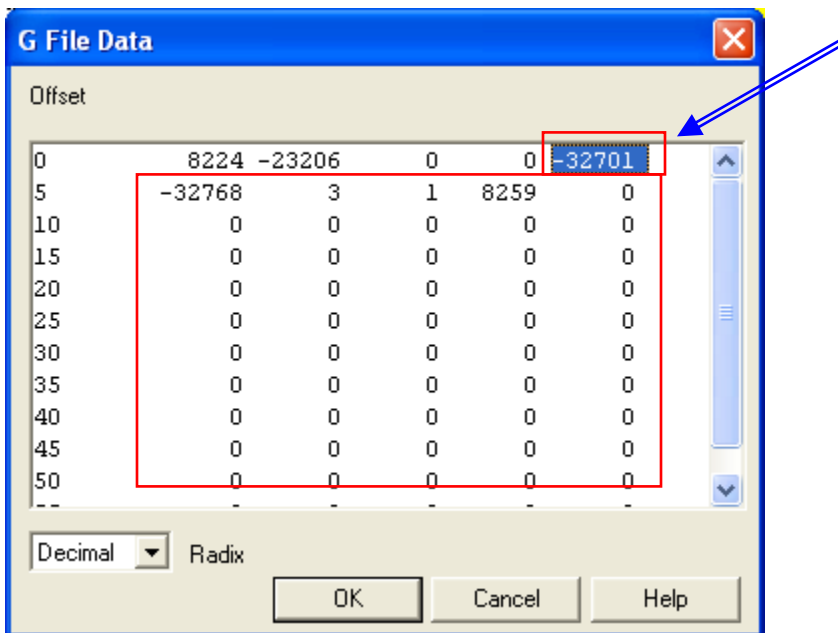 G File Data
Offset
0 8224 -23206 0 0 -32701
5 -32768 3 1 8259 0
10 0 0 0 0 0
15 0 0 0 0 0
20 0 0 0 0 0
25 0 0 0 0 0
30 0 0 0 0 0
35 0 0 0 0 0
40 0 0 0 0 0
45 0 0 0 0 0
50 0 0 0 0 0
Decimal Radix
OK Cancel Help